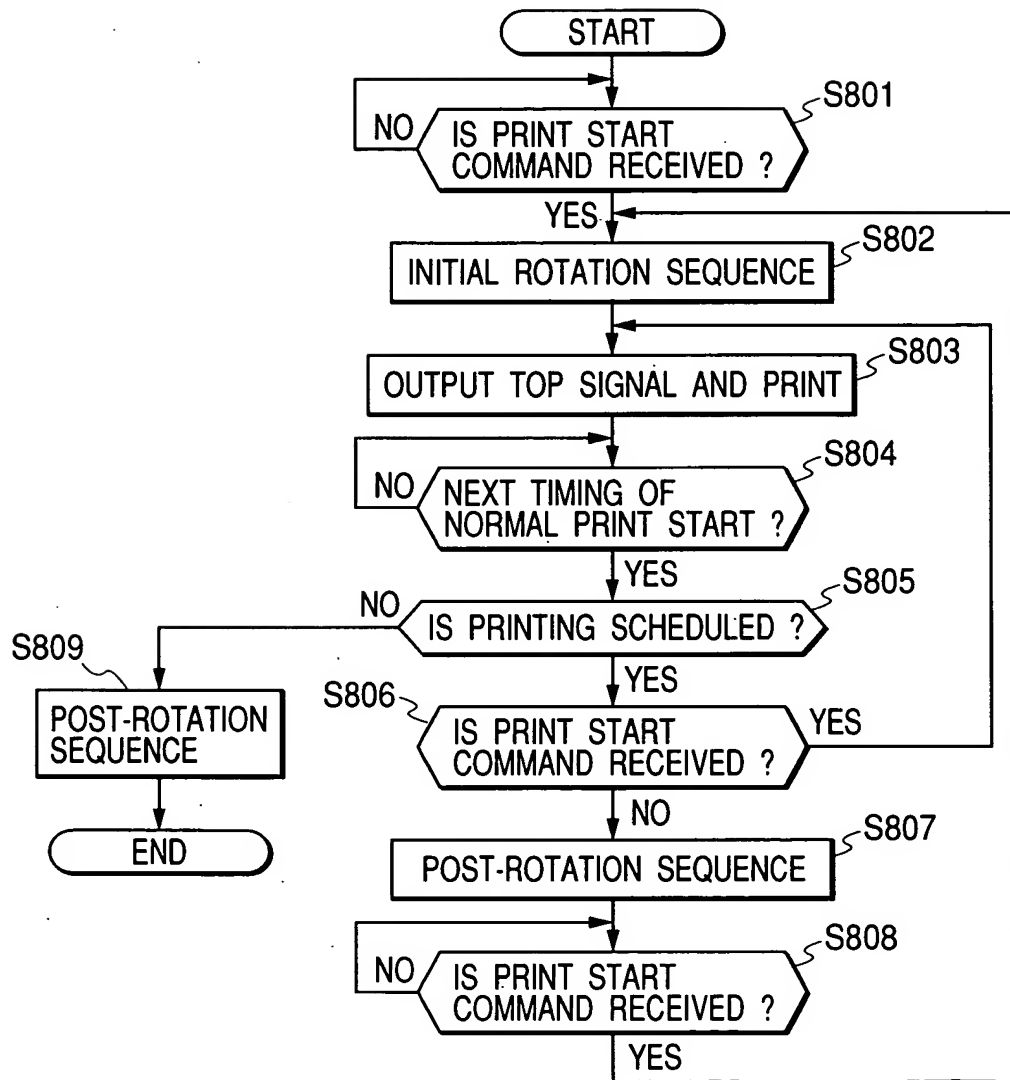 START
S801
NO
IS PRINT START
COMMAND RECEIVED ?
YES
S802
INITIAL ROTATION SEQUENCE
S803
OUTPUT TOP SIGNAL AND PRINT
S804
NO
NEXT TIMING OF
NORMAL PRINT START ?
YES
S805
NO
IS PRINTING SCHEDULED ?
S809
YES
S806
POST-ROTATION
SEQUENCE
IS PRINT START
COMMAND RECEIVED ?
YES
NO
END
S807
POST-ROTATION SEQUENCE
S808
NO
IS PRINT START
COMMAND RECEIVED ?
YES